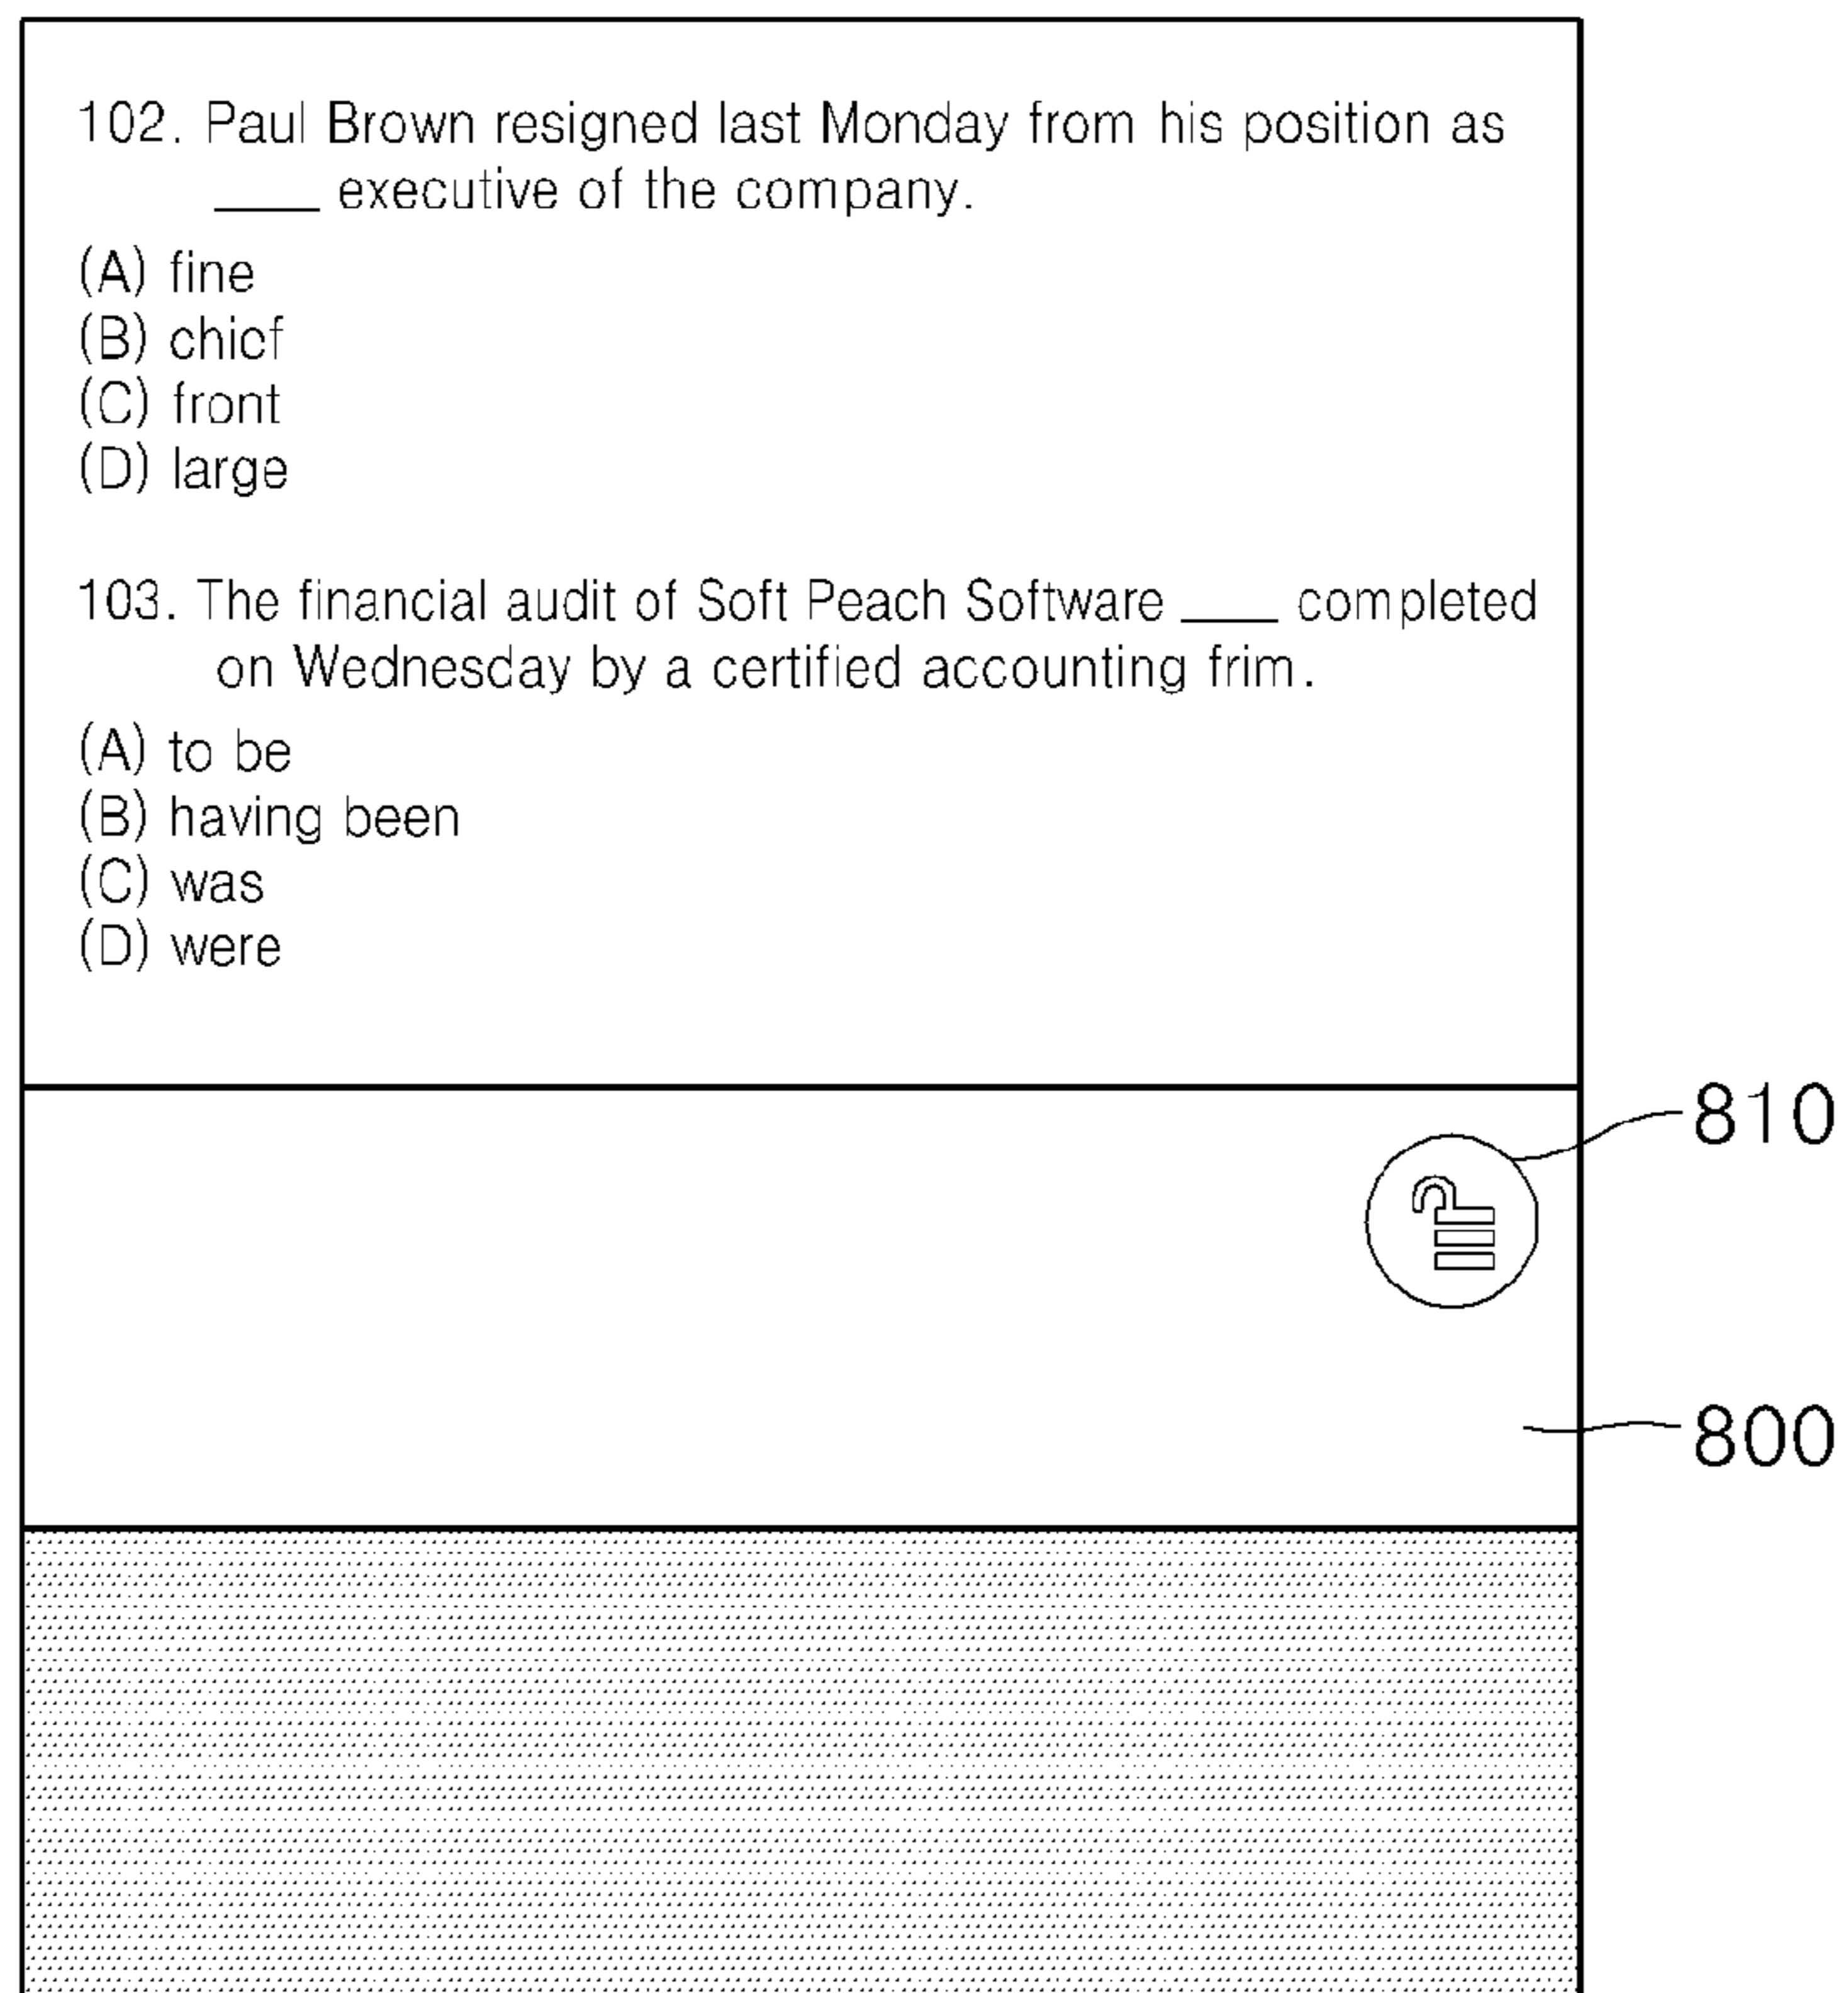 102. Paul Brown resigned last Monday from his position as
____ executive of the company.
(A) fine
(B) chicf
(C) front
(D) large
103. The financial audit of Soft Peach Software ____ completed
on Wednesday by a certified accounting frim.
(A) to be
(B) having been
(C) was
(D) were
810
800